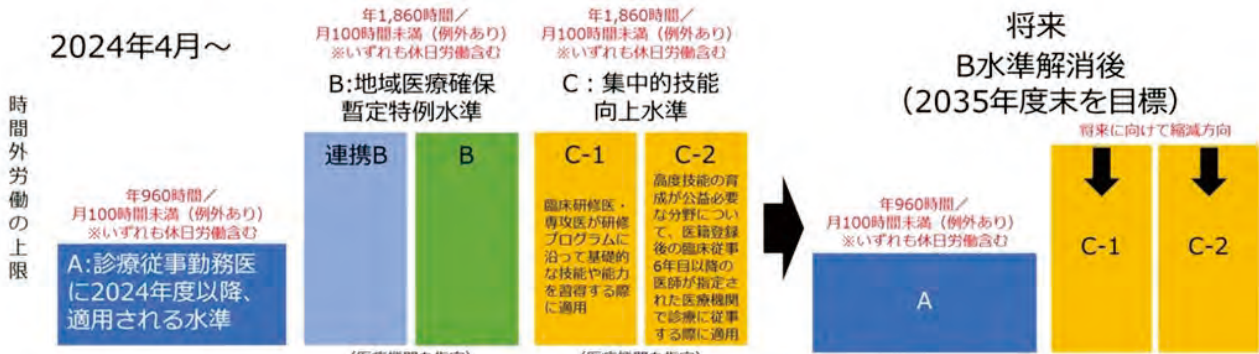 2024年4月～
時間外労働の上限
年960時間／
月100時間未満（例外あり）
※いずれも休日労働含む
A:診療従事勤務医
に2024年度以降、
適用される水準
年1,860時間／
月100時間未満（例外あり）
※いずれも休日労働含む
B:地域医療確保
暫定特例水準
連携B
B
年1,860時間／
月100時間未満（例外あり）
※いずれも休日労働含む
C：集中的技能
向上水準
C-1
臨床研修医・
専攻医が研修
プログラムに
沿って基礎的
な技能や能力
を習得する際
に適用
C-2
高度技能の育
成が公益必要
な分野につい
て、医籍登録
後の臨床従事
6年目以降の
医師が指定さ
れた医療機関
で診療に従事
する際に適用
将来
B水準解消後
（2035年度末を目標）
将来に向けて縮減方向
年960時間／
月100時間未満（例外あり）
※いずれも休日労働含む
A
C-1
C-2